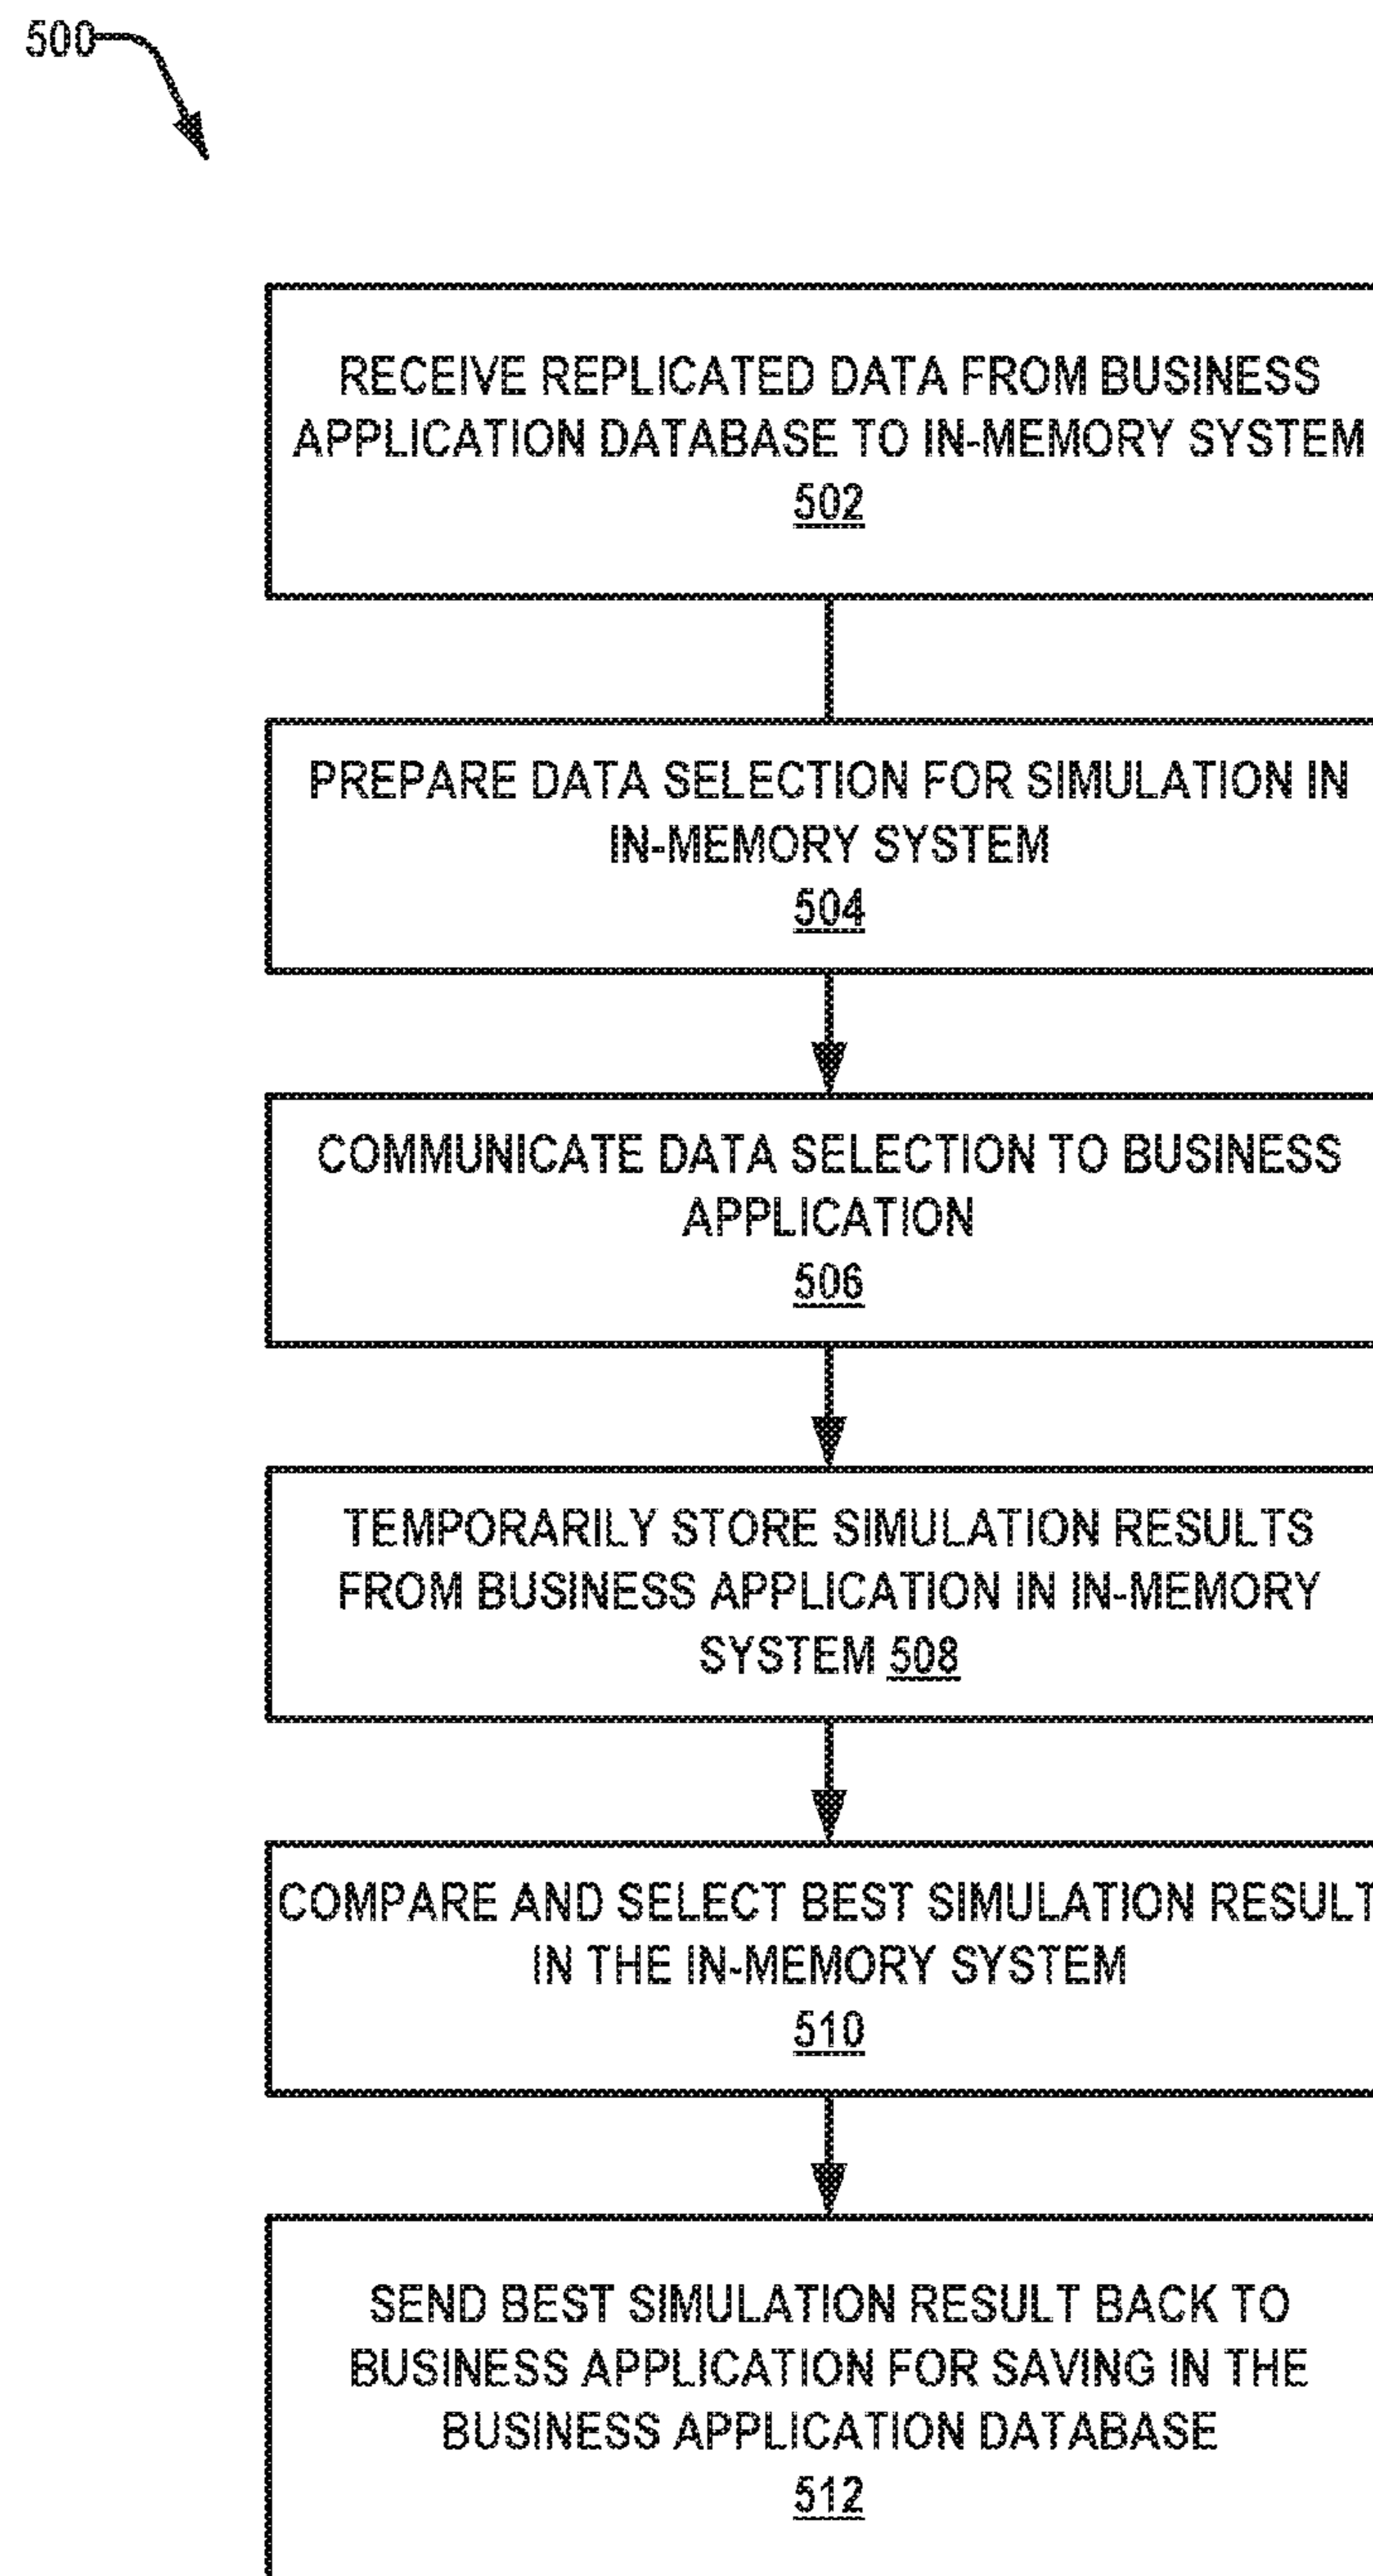 500
RECEIVE REPLICATED DATA FROM BUSINESS
APPLICATION DATABASE TO IN-MEMORY SYSTEM
502
PREPARE DATA SELECTION FOR SIMULATION IN
IN-MEMORY SYSTEM
504
COMMUNICATE DATA SELECTION TO BUSINESS
APPLICATION
506
TEMPORARILY STORE SIMULATION RESULTS
FROM BUSINESS APPLICATION IN IN-MEMORY
SYSTEM 508
COMPARE AND SELECT BEST SIMULATION RESULT
IN THE IN-MEMORY SYSTEM
510
SEND BEST SIMULATION RESULT BACK TO
BUSINESS APPLICATION FOR SAVING IN THE
BUSINESS APPLICATION DATABASE
512